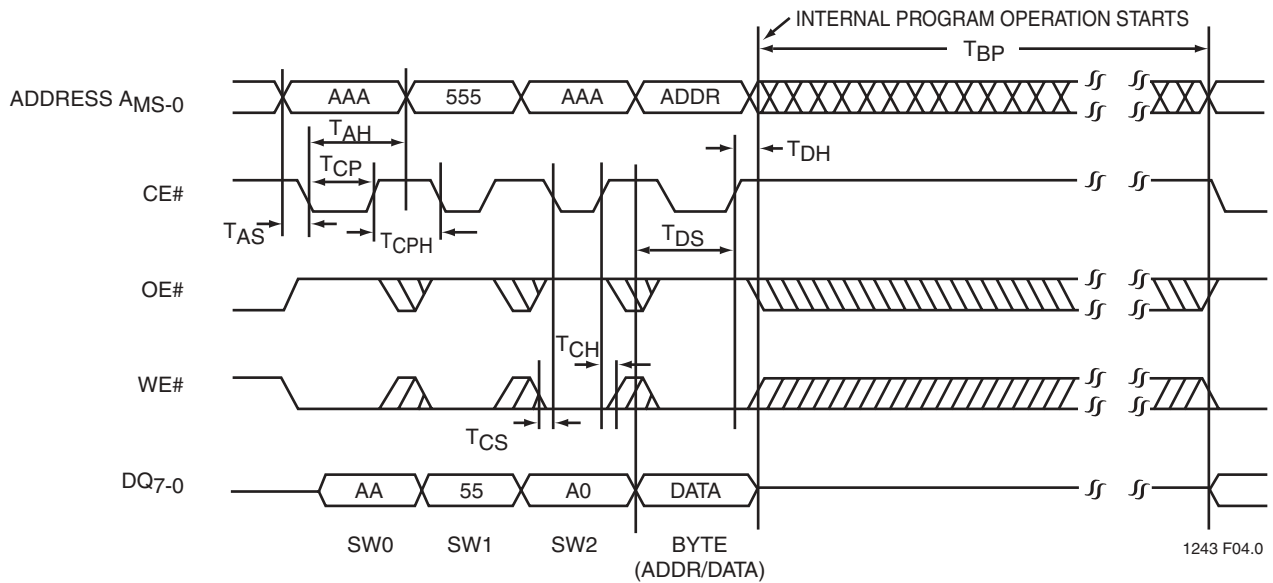 INTERNAL PROGRAM OPERATION STARTS
TBP
ADDRESS AMS-0
AAA
555
AAA
ADDR
TAH
TDH
TCP
CE#
TAS
TCPH
TDS
OE#
TCH
WE#
TCS
DQ7-0
AA
55
A0
DATA
SW0
SW1
SW2
BYTE
(ADDR/DATA)
1243 F04.0